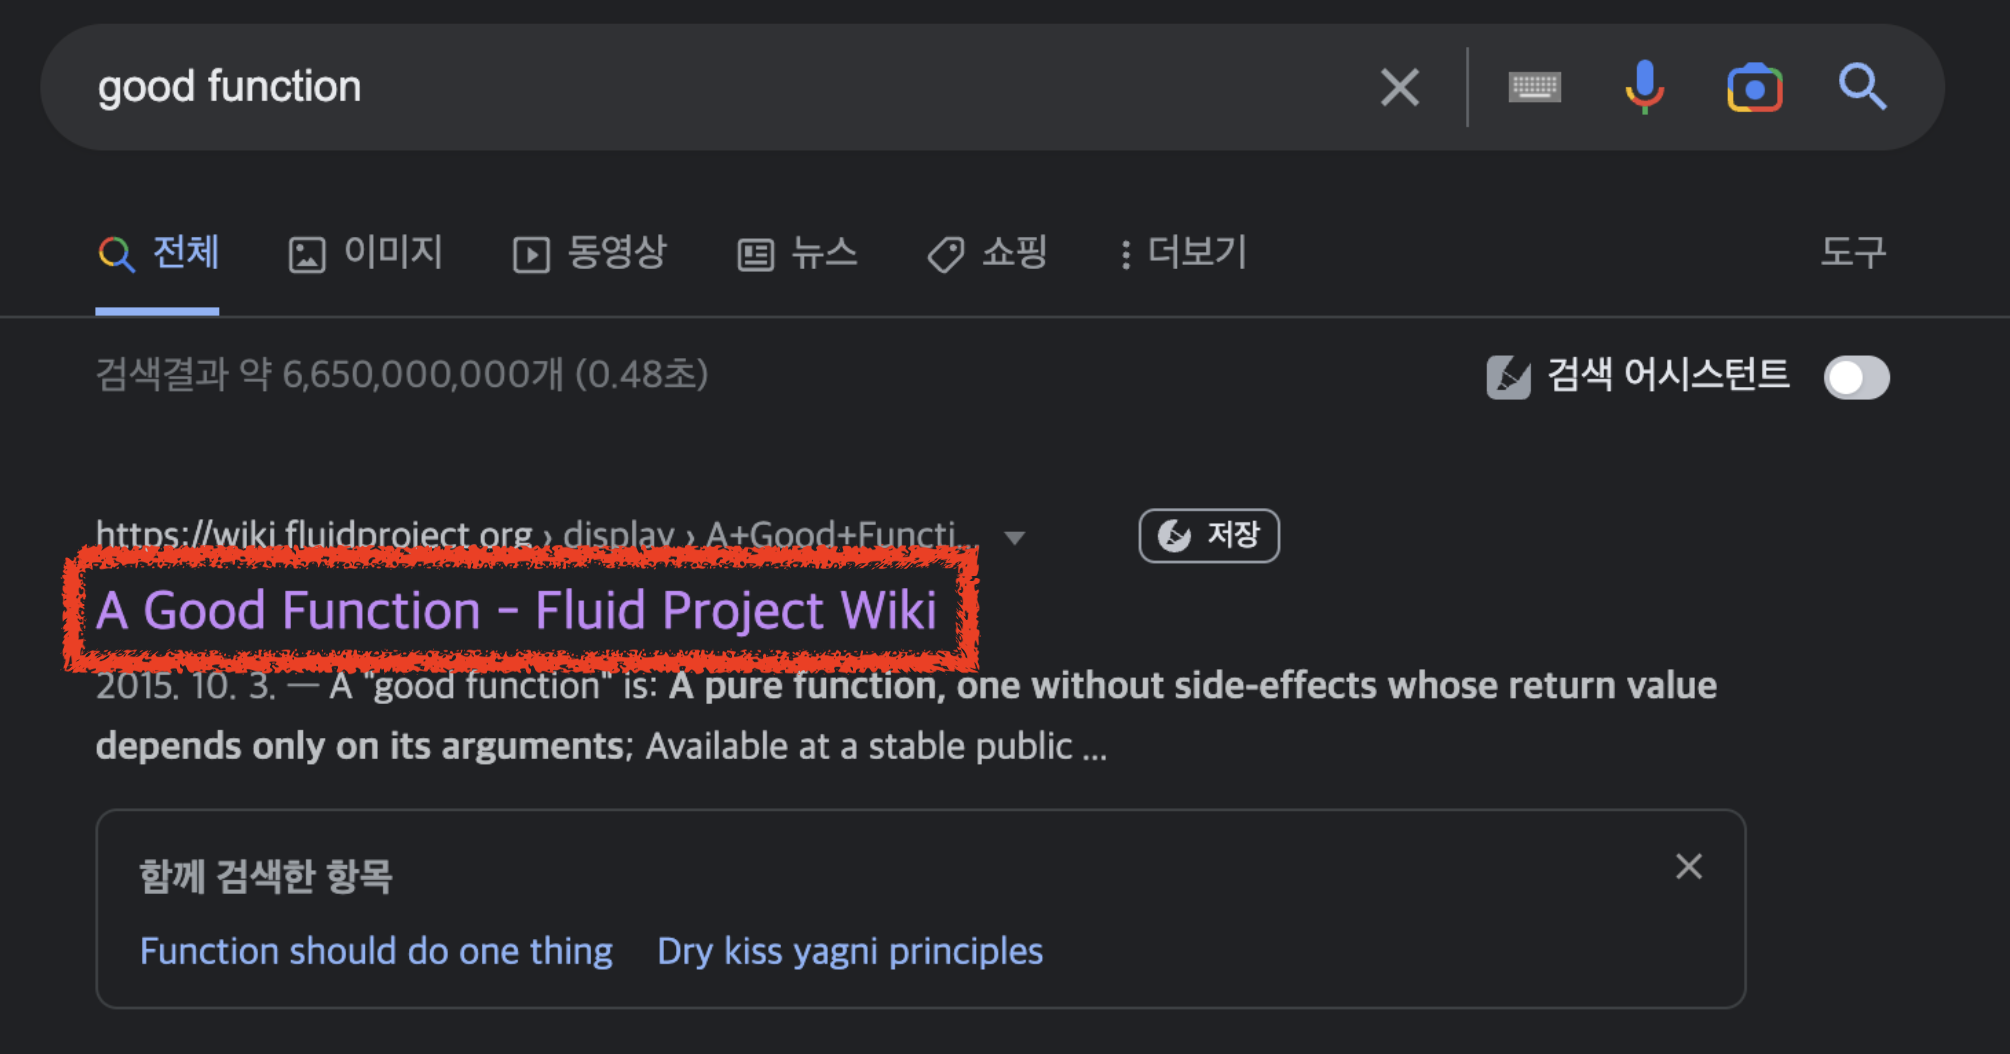 good function
전체 이미지 동영상 뉴스 쇼핑 더보기 도구
검색결과 약 6,650,000,000개 (0.48초) 검색 어시스턴트
https://wiki.fluidproject.org › display › A+Good+Functi... 저장
A Good Function - Fluid Project Wiki
2015. 10. 3. — A "good function" is: A pure function, one without side-effects whose return value
depends only on its arguments; Available at a stable public ...
함께 검색한 항목
Function should do one thing Dry kiss yagni principles